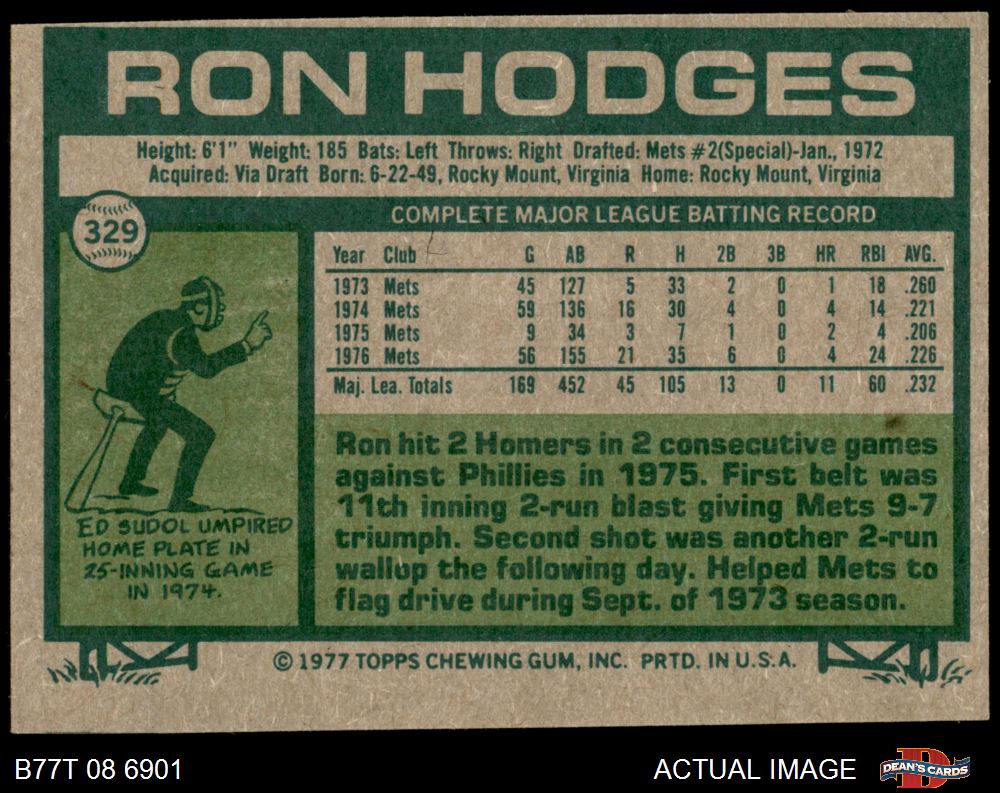 RON HODGES
Height: 6'1" Weight: 185 Bats: Left Throws: Right Drafted: Mets #2(Special)-Jan., 1972
Acquired: Via Draft Born: 6-22-49, Rocky Mount, Virginia Home: Rocky Mount, Virginia
329
COMPLETE MAJOR LEAGUE BATTING RECORD
Year Club G AB R H 2B 3B HR RBI AVG.
1973 Mets 45 127 5 33 2 0 1 18 .260
1974 Mets 59 136 16 30 4 0 4 14 .221
1975 Mets 9 34 3 7 1 0 2 4 .206
1976 Mets 56 155 21 35 6 0 4 24 .226
Maj. Lea. Totals 169 452 45 105 13 0 11 60 .232
ED SUDOL UMPIRED
HOME PLATE IN
25-INNING GAME
IN 1974.
Ron hit 2 Homers in 2 consecutive games
against Phillies in 1975. First belt was
11th inning 2-run blast giving Mets 9-7
triumph. Second shot was another 2-run
wallop the following day. Helped Mets to
flag drive during Sept. of 1973 season.
© 1977 TOPPS CHEWING GUM, INC. PRTD. IN U.S.A.
B77T 08 6901
ACTUAL IMAGE
D
DEAN'S CARDS